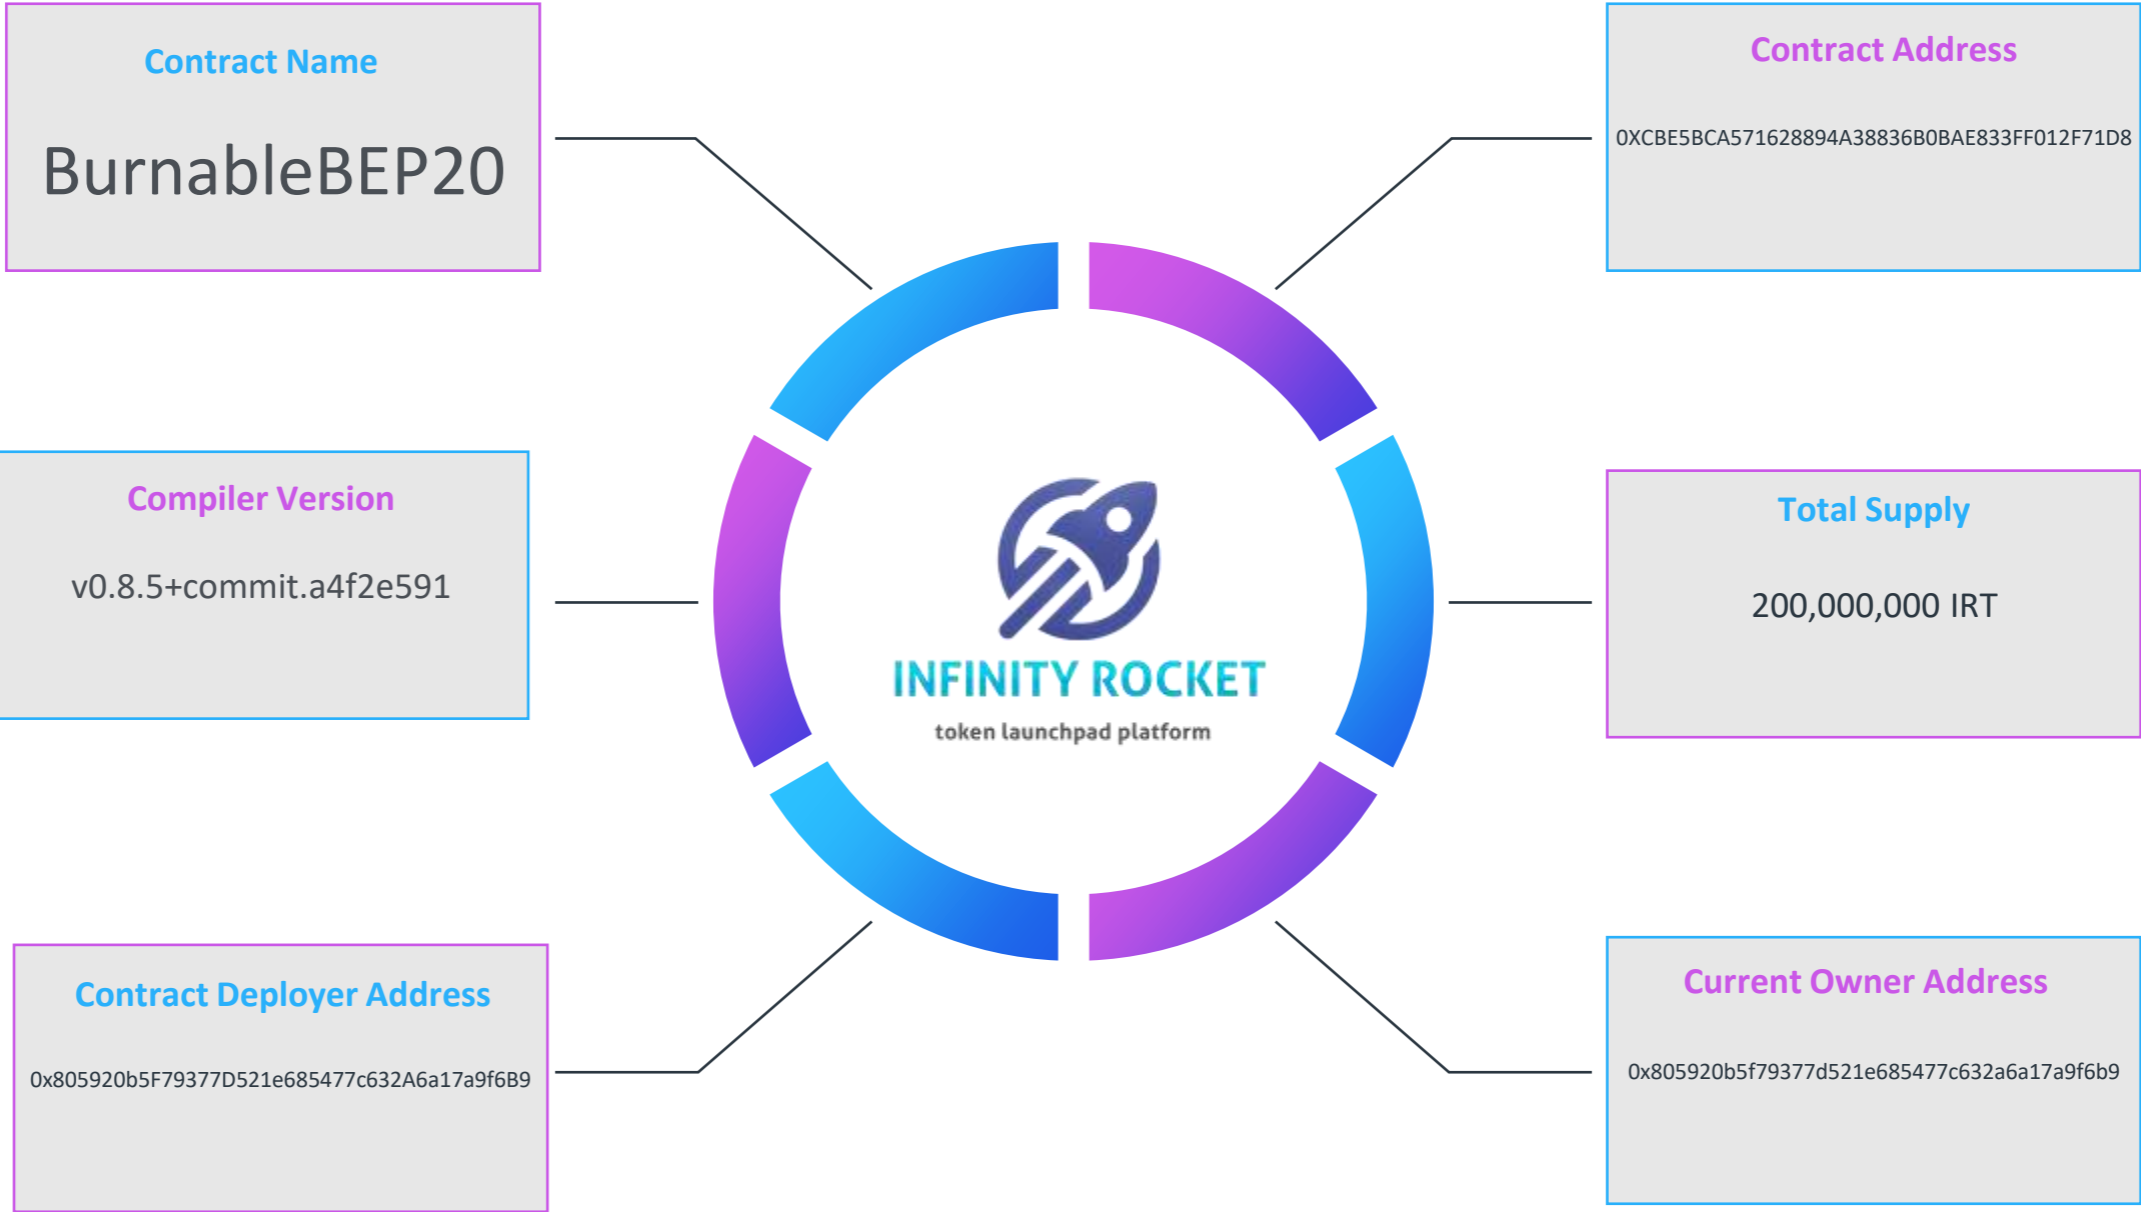 Contract Name
BurnableBEP20
Contract Address
0XCBE5BCA571628894A38836B0BAE833FF012F71D8
Compiler Version
v0.8.5+commit.a4f2e591
Total Supply
200,000,000 IRT
INFINITY ROCKET
token launchpad platform
Contract Deployer Address
0x805920b5F79377D521e685477c632A6a17a9f6B9
Current Owner Address
0x805920b5f79377d521e685477c632a6a17a9f6b9